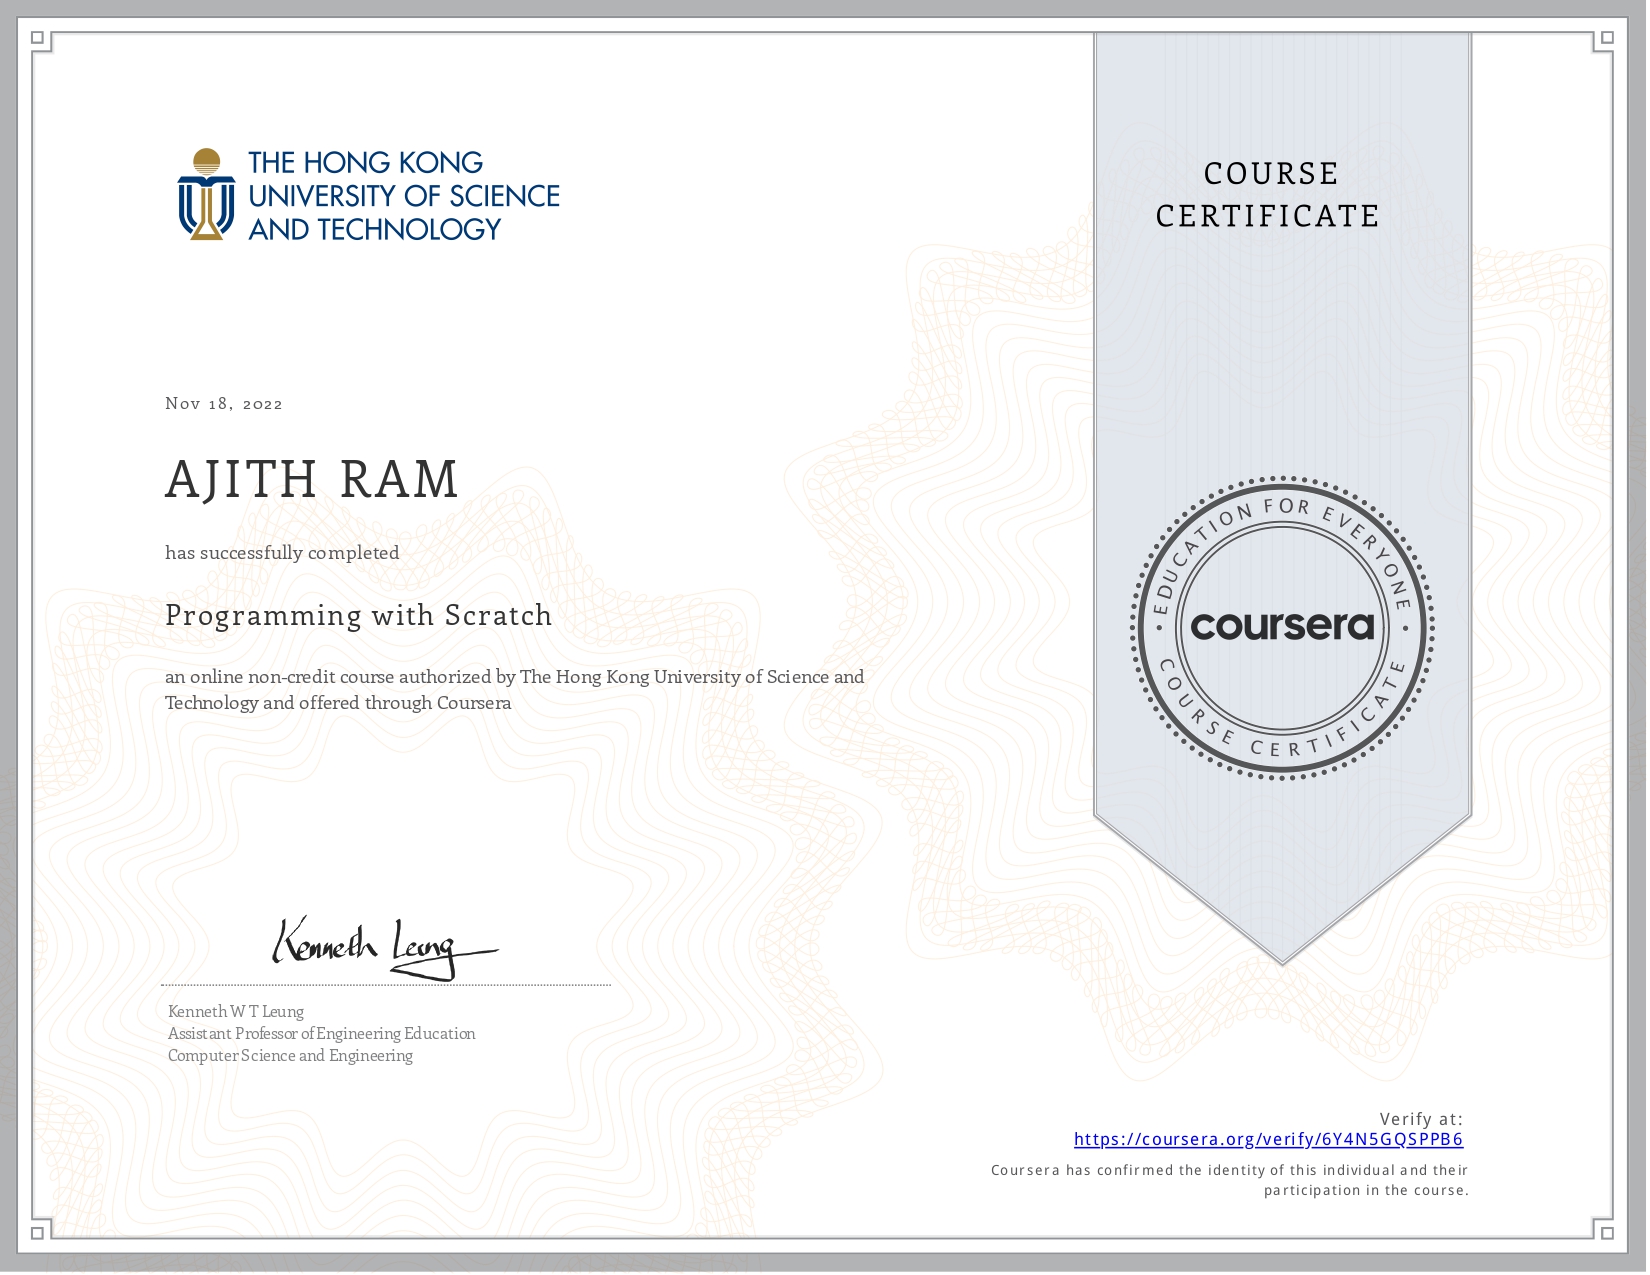 THE HONG KONG
UNIVERSITY OF SCIENCE
AND TECHNOLOGY
COURSE
CERTIFICATE
Nov 18, 2022
AJITH RAM
has successfully completed
Programming with Scratch
an online non-credit course authorized by The Hong Kong University of Science and
Technology and offered through Coursera
EDUCATION FOR EVERYONE
coursera
COURSE CERTIFICATE
Kenneth Leung
Kenneth W T Leung
Assistant Professor of Engineering Education
Computer Science and Engineering
Verify at:
https://coursera.org/verify/6Y4N5GQSPPB6
Coursera has confirmed the identity of this individual and their
participation in the course.